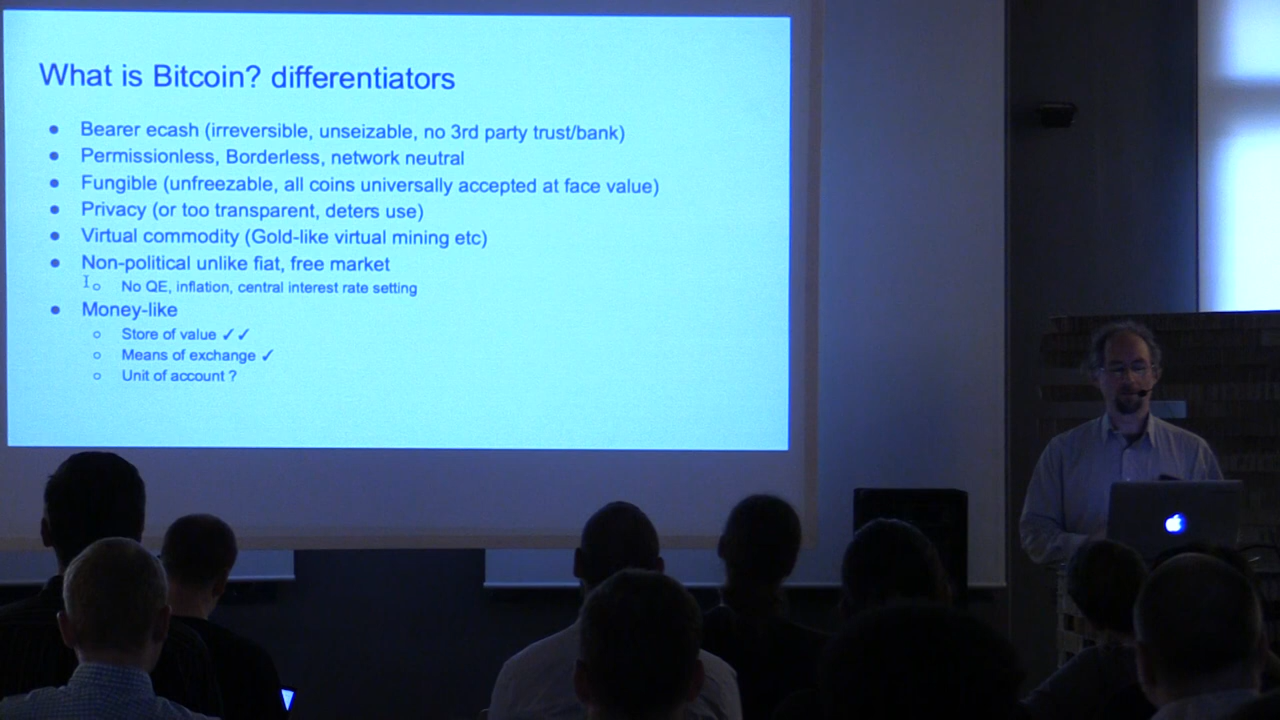 What is Bitcoin? differentiators
● Bearer ecash (irreversible, unseizable, no 3rd party trust/bank)
● Permissionless, Borderless, network neutral
● Fungible (unfreezable, all coins universally accepted at face value)
● Privacy (or too transparent, deters use)
● Virtual commodity (Gold-like virtual mining etc)
● Non-political unlike fiat, free market
○ No QE, inflation, central interest rate setting
● Money-like
○ Store of value ✓ ✓
○ Means of exchange ✓
○ Unit of account ?